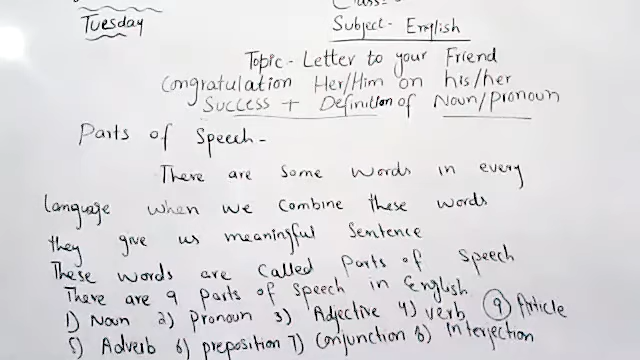 Tuesday
Subject- English
Topic- Letter to your Friend
Congratulation Her/Him on his/her
Success + Definition of Noun/pronoun
Parts of Speech-
There are some words in every
language when we combine these words
they give us meaningful sentence
These words are called parts of speech
There are 9 parts of speech in English
1) Noun 2) pronoun 3) Adjective 4) verb 9 Article
5) Adverb 6) preposition 7) conjunction 8) Interjection